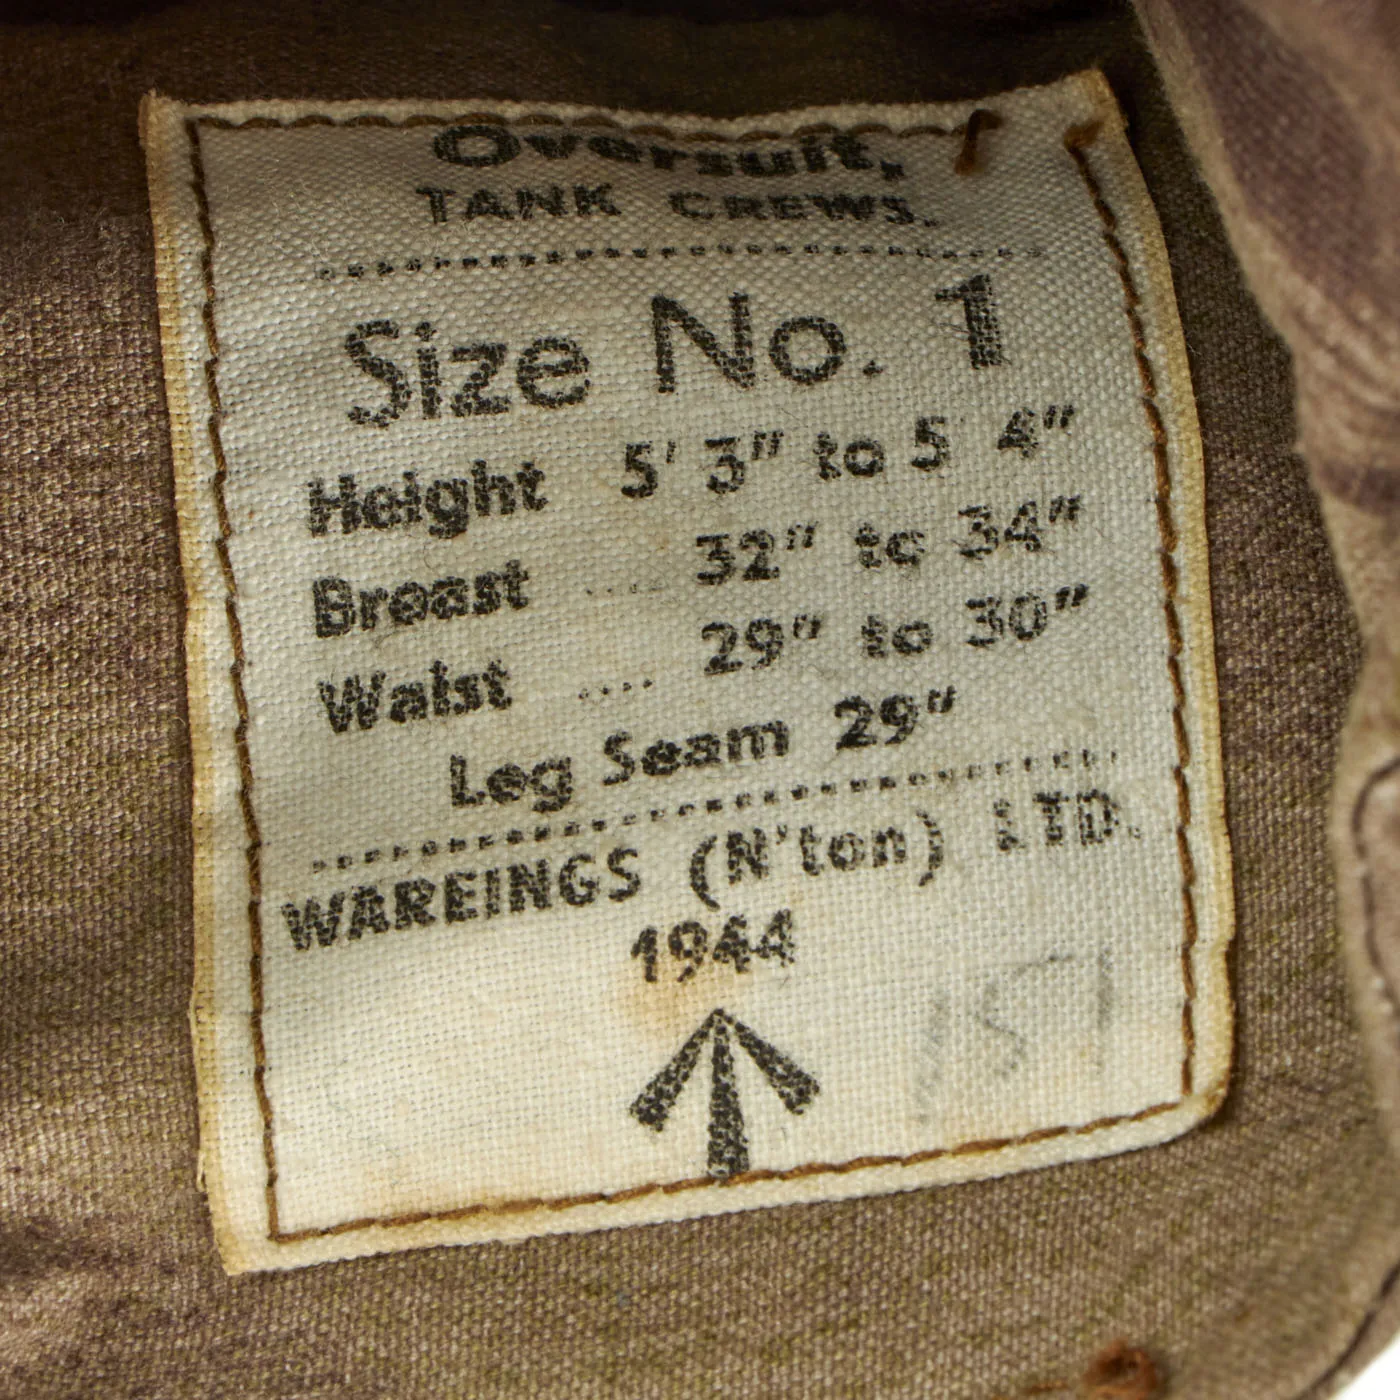 Oversuit,
TANK CREWS.
Size No. 1
Height 5' 3" to 5' 4"
Breast .... 32" to 34"
Waist .... 29" to 30"
Leg Seam 29"
WAREINGS (N'ton) LTD.
1944
157